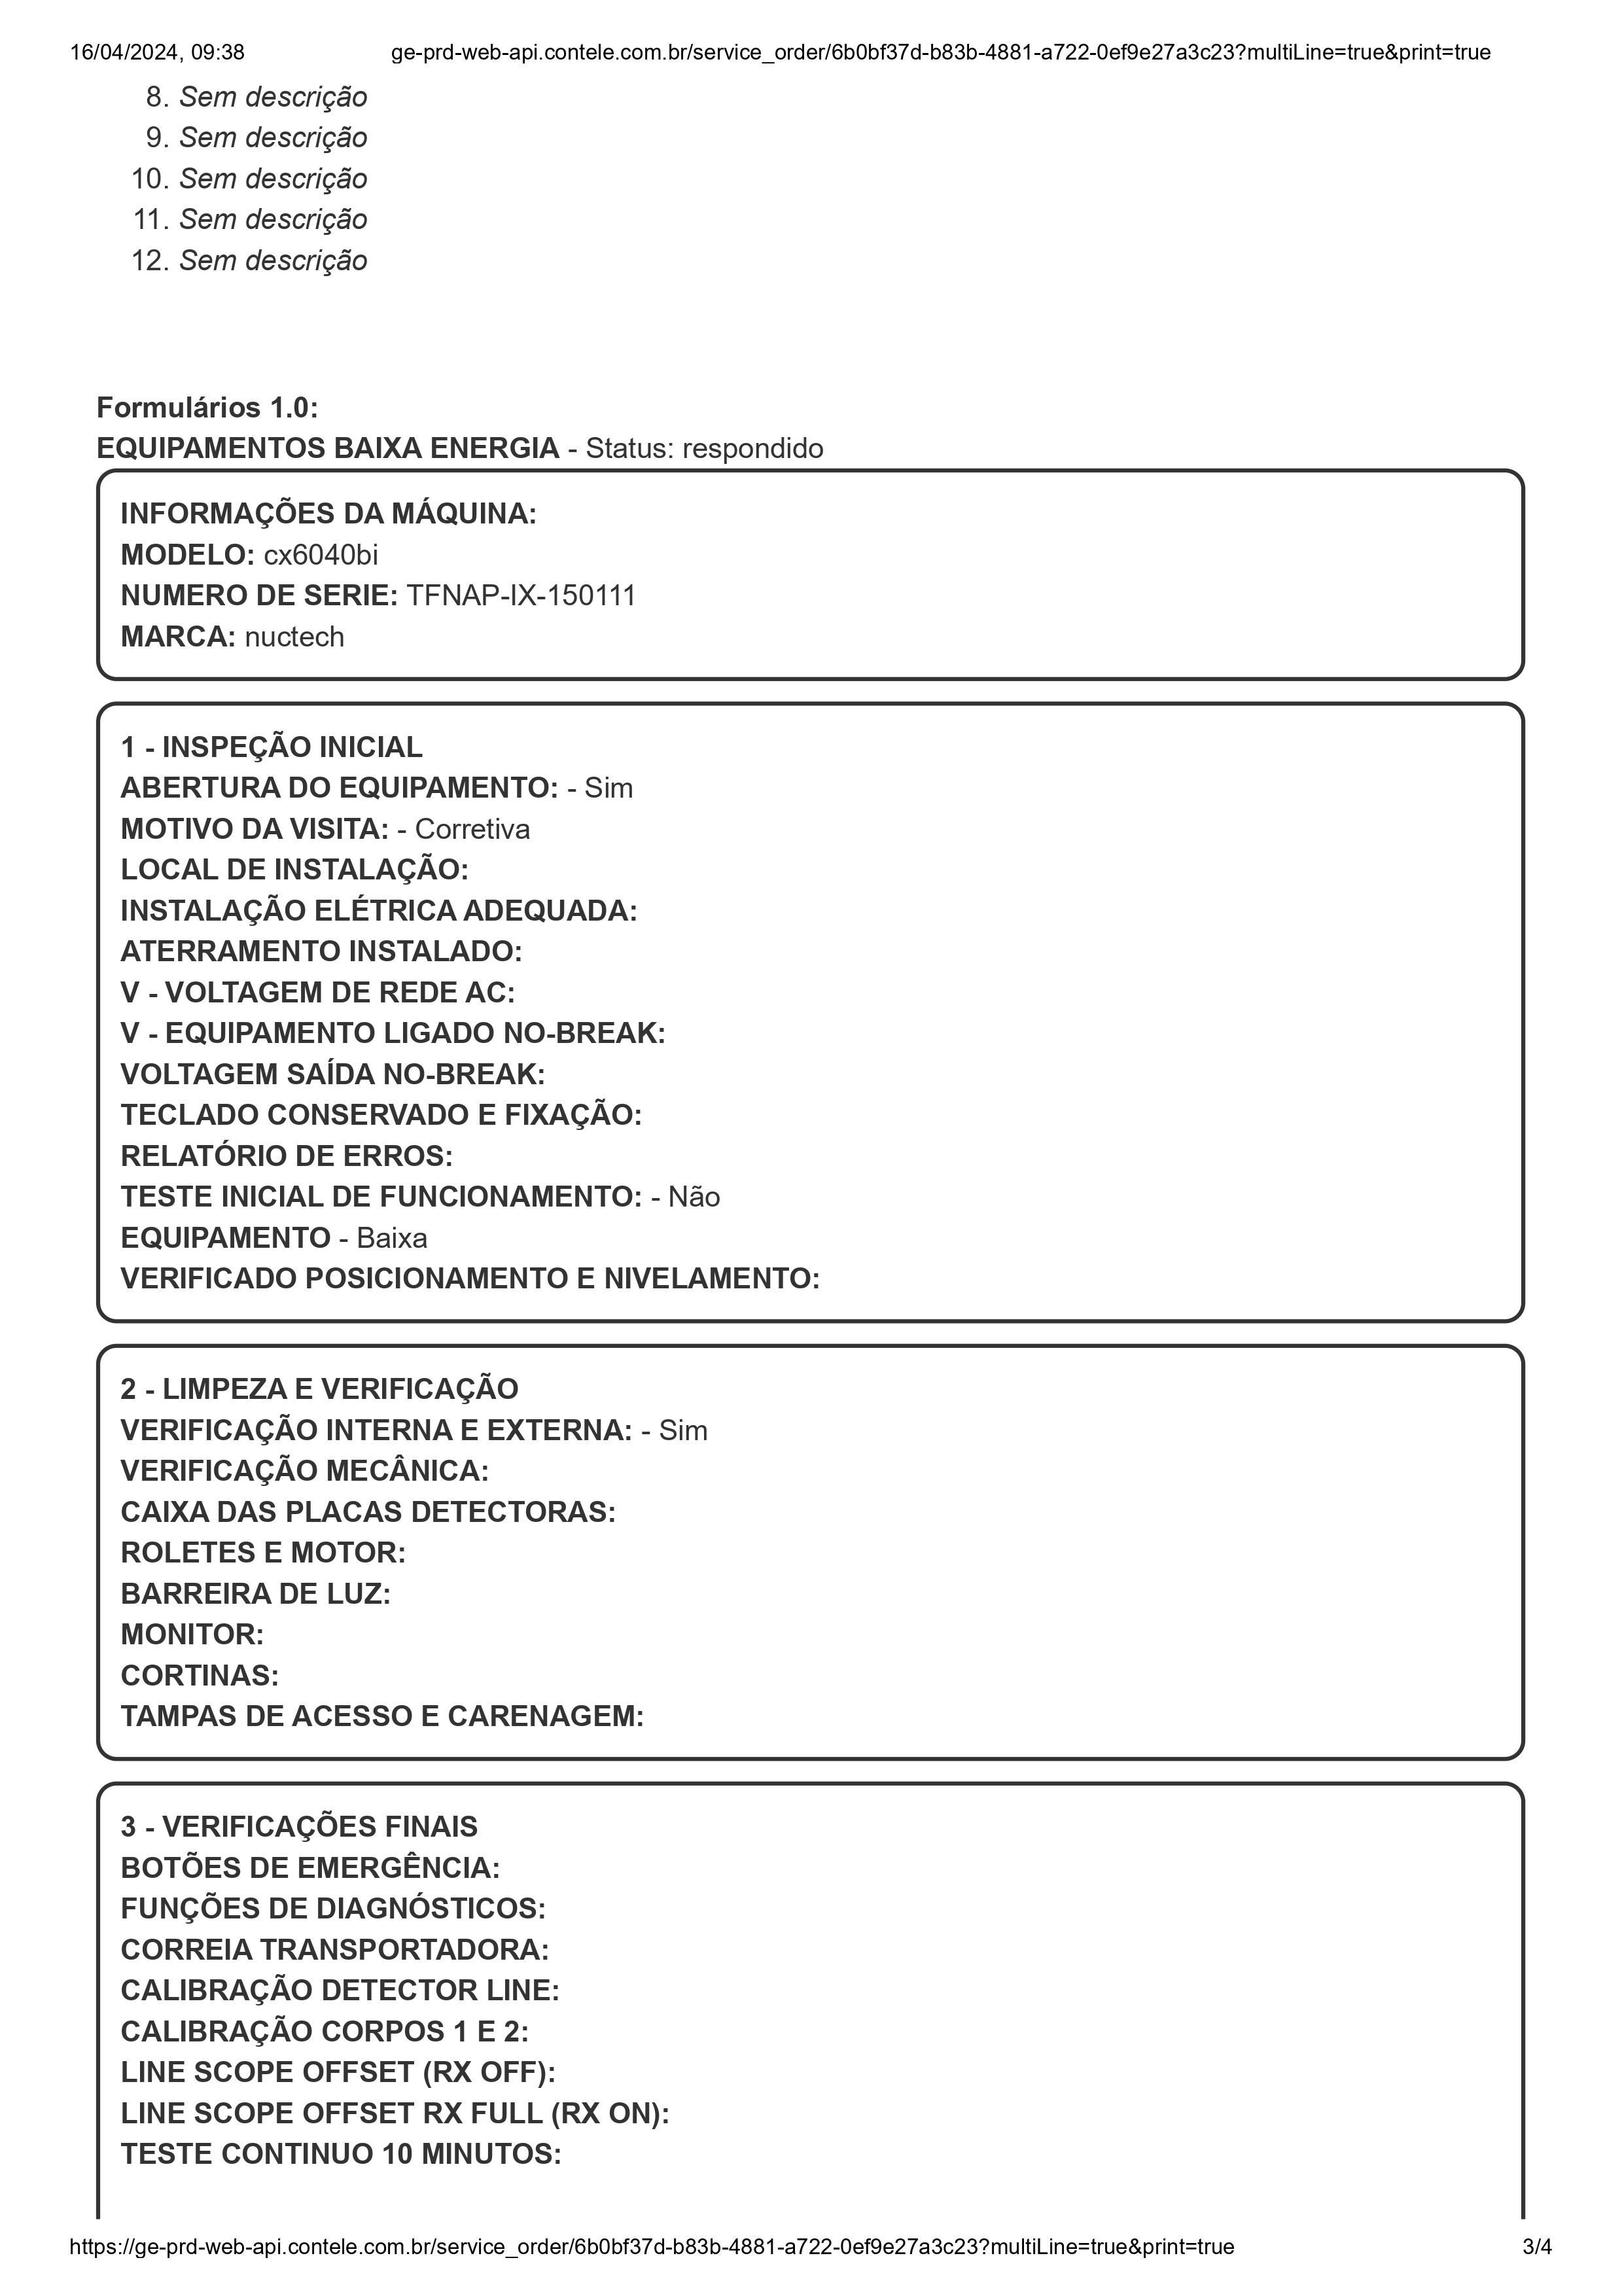 16/04/2024, 09:38 ge-prd-web-api.contele.com.br/service_order/6b0bf37d-b83b-4881-a722-0ef9e27a3c23?multiLine=true&print=true
8. Sem descrição
9. Sem descrição
10. Sem descrição
11. Sem descrição
12. Sem descrição
Formulários 1.0:
EQUIPAMENTOS BAIXA ENERGIA - Status: respondido
INFORMAÇÕES DA MÁQUINA:
MODELO: cx6040bi
NUMERO DE SERIE: TFNAP-IX-150111
MARCA: nuctech
1 - INSPEÇÃO INICIAL
ABERTURA DO EQUIPAMENTO: - Sim
MOTIVO DA VISITA: - Corretiva
LOCAL DE INSTALAÇÃO:
INSTALAÇÃO ELÉTRICA ADEQUADA:
ATERRAMENTO INSTALADO:
V - VOLTAGEM DE REDE AC:
V - EQUIPAMENTO LIGADO NO-BREAK:
VOLTAGEM SAÍDA NO-BREAK:
TECLADO CONSERVADO E FIXAÇÃO:
RELATÓRIO DE ERROS:
TESTE INICIAL DE FUNCIONAMENTO: - Não
EQUIPAMENTO - Baixa
VERIFICADO POSICIONAMENTO E NIVELAMENTO:
2 - LIMPEZA E VERIFICAÇÃO
VERIFICAÇÃO INTERNA E EXTERNA: - Sim
VERIFICAÇÃO MECÂNICA:
CAIXA DAS PLACAS DETECTORAS:
ROLETES E MOTOR:
BARREIRA DE LUZ:
MONITOR:
CORTINAS:
TAMPAS DE ACESSO E CARENAGEM:
3 - VERIFICAÇÕES FINAIS
BOTÕES DE EMERGÊNCIA:
FUNÇÕES DE DIAGNÓSTICOS:
CORREIA TRANSPORTADORA:
CALIBRAÇÃO DETECTOR LINE:
CALIBRAÇÃO CORPOS 1 E 2:
LINE SCOPE OFFSET (RX OFF):
LINE SCOPE OFFSET RX FULL (RX ON):
TESTE CONTINUO 10 MINUTOS:
https://ge-prd-web-api.contele.com.br/service_order/6b0bf37d-b83b-4881-a722-0ef9e27a3c23?multiLine=true&print=true 3/4